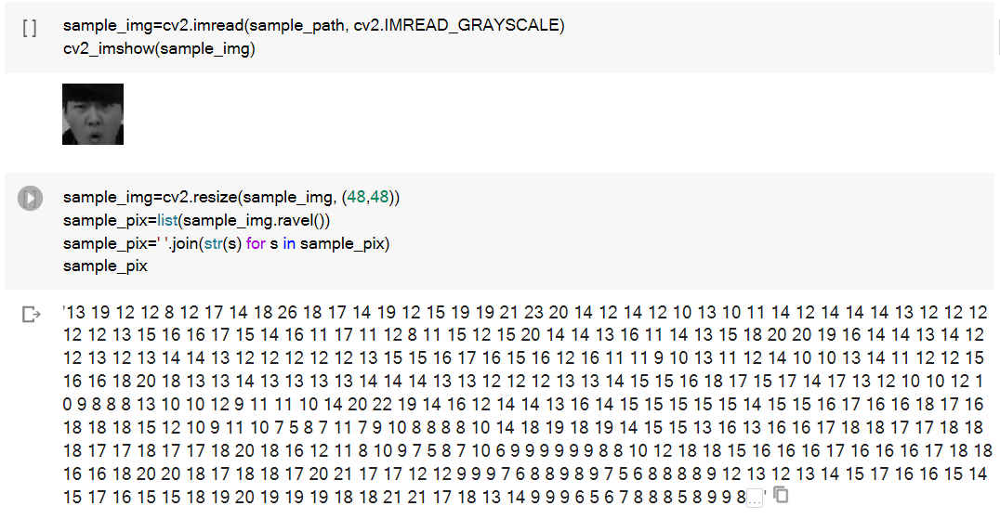 [ ]
sample_img=cv2.imread(sample_path, cv2.IMREAD_GRAYSCALE)
cv2_imshow(sample_img)
sample_img=cv2.resize(sample_img, (48,48))
sample_pix=list(sample_img.ravel())
sample_pix=' '.join(str(s) for s in sample_pix)
sample_pix
'13 19 12 12 8 12 17 14 18 26 18 17 14 19 12 15 19 19 21 23 20 14 12 14 12 10 13 10 11 14 12 14 14 14 13 12 12 12
12 12 13 15 16 16 17 15 14 16 11 17 11 12 8 11 15 12 15 20 14 14 13 16 11 14 13 15 18 20 20 19 16 14 14 13 14 12
12 13 12 13 14 14 13 12 12 12 12 12 13 15 15 16 17 16 15 16 12 16 11 11 9 10 13 11 12 14 10 10 13 14 11 12 12 15
16 16 18 20 18 13 13 14 13 13 13 13 14 14 14 13 13 12 12 12 13 13 14 15 15 16 18 17 15 17 14 17 13 12 10 10 12 1
0 9 8 8 8 13 10 10 12 9 11 11 10 14 20 22 19 14 16 12 14 14 13 16 14 15 15 15 15 15 15 14 15 15 16 17 16 16 18 17 16
18 18 18 15 12 10 9 11 10 7 5 8 7 11 7 9 10 8 8 8 8 10 14 18 19 18 19 14 15 15 13 16 13 16 16 17 18 18 17 17 18 18
18 17 17 18 17 17 18 20 18 16 12 11 8 10 9 7 5 8 7 10 6 9 9 9 9 9 9 8 8 10 12 18 18 15 16 16 16 17 16 16 16 17 18 18
16 16 18 20 20 18 17 18 18 17 20 21 17 17 12 12 9 9 9 7 6 8 8 9 8 9 7 5 6 8 8 8 8 9 12 13 12 13 14 15 17 16 16 15 14
15 17 16 15 15 18 19 20 19 19 19 18 18 21 21 17 18 13 14 9 9 9 6 5 6 7 8 8 8 5 8 9 9 8...'